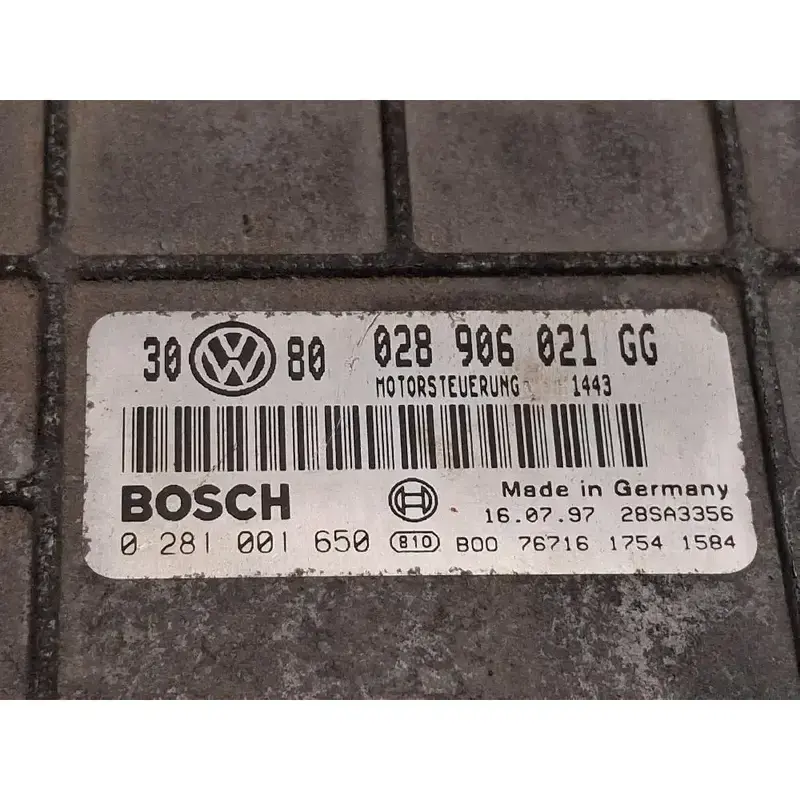 30 VW 80 028 906 021 GG
MOTORSTEUERUNG 1443
BOSCH Made in Germany
16.07.97 28SA3356
0 281 001 650 810 B00 76716 1754 1584